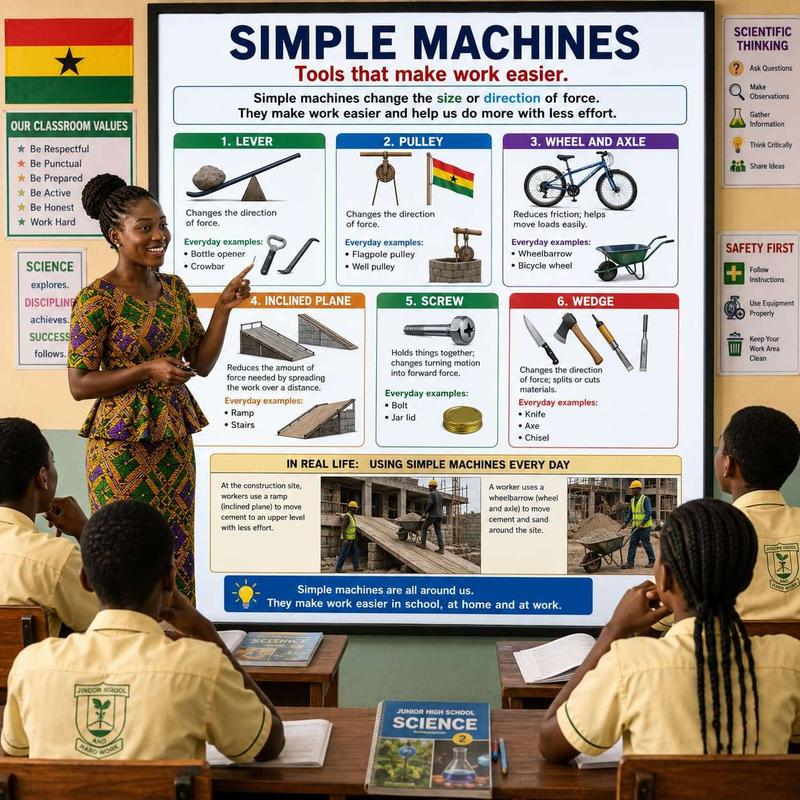 SIMPLE MACHINES
Tools that make work easier.
Simple machines change the size or direction of force.
They make work easier and help us do more with less effort.
1. LEVER
Changes the direction
of force.
Everyday examples:
• Bottle opener
• Crowbar
2. PULLEY
Changes the direction
of force.
Everyday examples:
• Flagpole pulley
• Well pulley
3. WHEEL AND AXLE
Reduces friction; helps
move loads easily.
Everyday examples:
• Wheelbarrow
• Bicycle wheel
4. INCLINED PLANE
Reduces the amount of
force needed by spreading
the work over a distance.
Everyday examples:
• Ramp
• Stairs
5. SCREW
Holds things together;
changes turning motion
into forward force.
Everyday examples:
• Bolt
• Jar lid
6. WEDGE
Changes the direction
of force; splits or cuts
materials.
Everyday examples:
• Knife
• Axe
• Chisel
IN REAL LIFE: USING SIMPLE MACHINES EVERY DAY
At the construction site,
workers use a ramp
(inclined plane) to move
cement to an upper level
with less effort.
A worker uses a
wheelbarrow (wheel
and axle) to move
cement and sand
around the site.
Simple machines are all around us.
They make work easier in school, at home and at work.
OUR CLASSROOM VALUES
Be Respectful
Be Punctual
Be Prepared
Be Active
Be Honest
Work Hard
SCIENCE
explores.
DISCIPLINE
achieves.
SUCCESS
follows.
SCIENTIFIC
THINKING
Ask Questions
Make
Observations
Gather
Information
Think Critically
Share Ideas
SAFETY FIRST
Follow
Instructions
Use Equipment
Properly
Keep Your
Work Area
Clean
JUNIOR HIGH SCHOOL
SCIENCE
2
SCIENCE
AND
HARD WORK